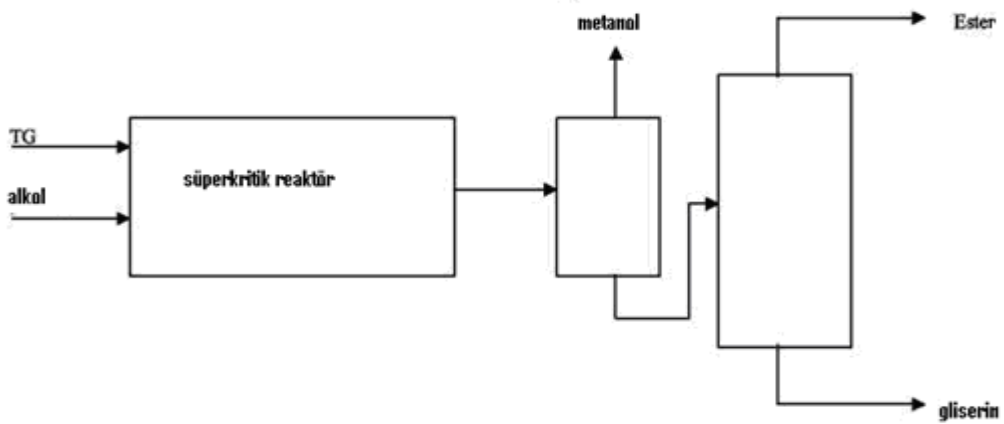 metanol
Ester
TG
süperkritik reaktör
alkol
gliserin